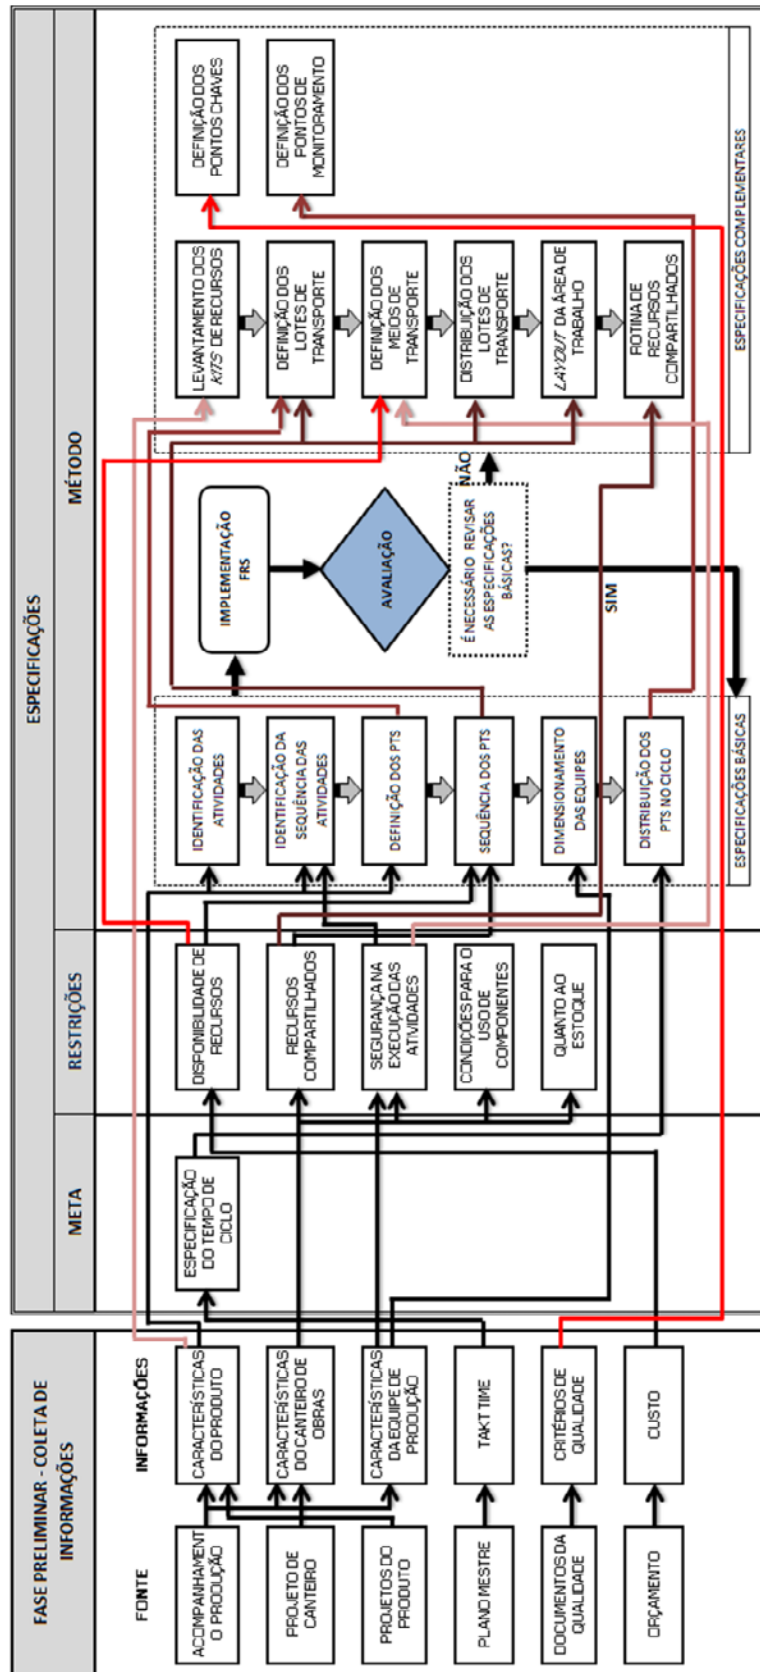 FASE PRELIMINAR - COLETA DE
INFORMAÇÕES
FONTE
INFORMAÇÕES
ACOMPANHAMENT
O PRODUÇÃO
PROJETO DE
CANTEIRO
PROJETOS DO
PRODUTO
PLANO MESTRE
DOCUMENTOS DA
QUALIDADE
ORÇAMENTO
CARACTERÍSTICAS
DO PRODUTO
CARACTERÍSTICAS
DO CANTEIRO DE
OBRAS
CARACTERÍSTICAS
DA EQUIPE DE
PRODUÇÃO
TAKT TIME
CRITÉRIOS DE
QUALIDADE
CUSTO
ESPECIFICAÇÕES
META
RESTRIÇÕES
MÉTODO
ESPECIFICAÇÃO
DO TEMPO DE
CICLO
DISPONIBILIDADE DE
RECURSOS
RECURSOS
COMPARTILHADOS
SEGURANÇA NA
EXECUÇÃO DAS
ATIVIDADES
CONDIÇÕES PARA O
USO DE
COMPONENTES
QUANTO AO
ESTOQUE
IDENTIFICAÇÃO DAS
ATIVIDADES
IDENTIFICAÇÃO DA
SEQUÊNCIA DAS
ATIVIDADES
DEFINIÇÃO DOS PTS
SEQUÊNCIA DOS PTS
DIMENSIONAMENTO
DAS EQUIPES
DISTRIBUIÇÃO DOS
PTS NO CICLO
ESPECIFICAÇÕES BÁSICAS
IMPLEMENTAÇÃO
FRS
AVALIAÇÃO
É NECESSÁRIO REVISAR
AS ESPECIFICAÇÕES
BÁSICAS?
NÃO
SIM
LEVANTAMENTO DOS
KITS DE RECURSOS
DEFINIÇÃO DOS
LOTES DE
TRANSPORTE
DEFINIÇÃO DOS
MEIOS DE
TRANSPORTE
DISTRIBUIÇÃO DOS
LOTES DE
TRANSPORTE
LAYOUT DA ÁREA DE
TRABALHO
ROTINA DE
RECURSOS
COMPARTILHADOS
DEFINIÇÃO DOS
PONTOS CHAVES
DEFINIÇÃO DOS
PONTOS DE
MONITORAMENTO
ESPECIFICAÇÕES COMPLEMENTARES